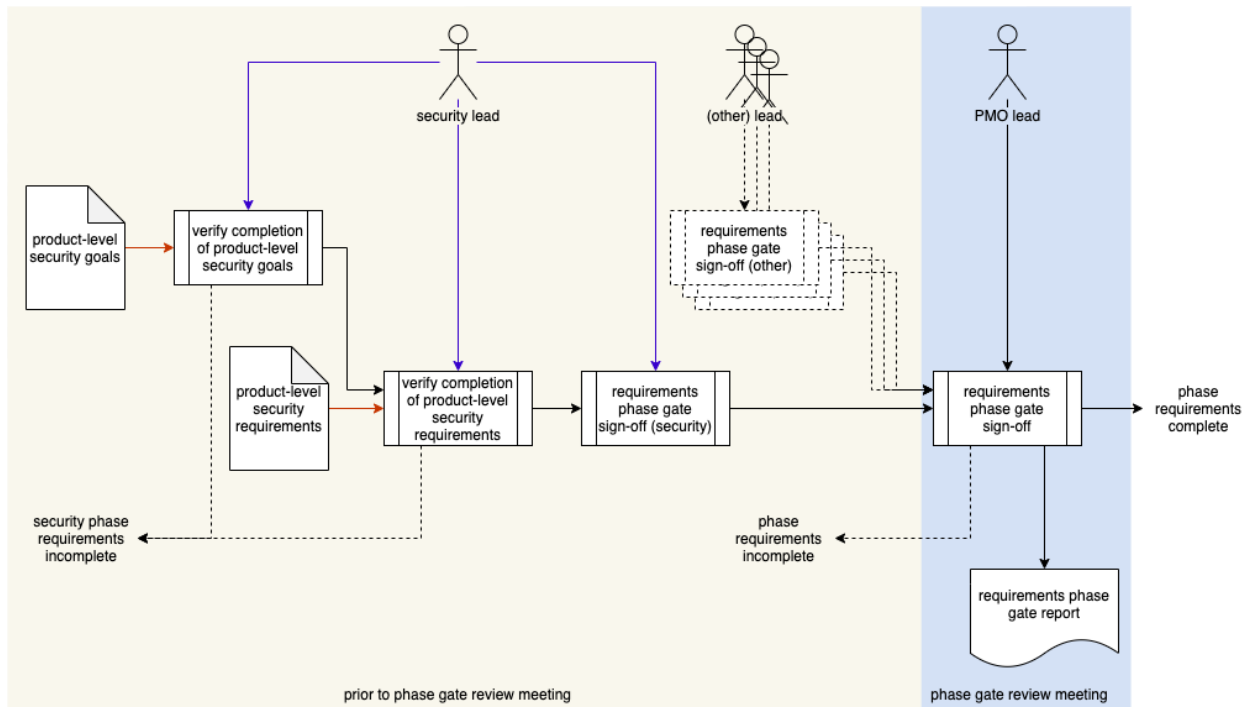 security lead
(other) lead
PMO lead
product-level
security goals
verify completion
of product-level
security goals
requirements
phase gate
sign-off (other)
product-level
security
requirements
verify completion
of product-level
security
requirements
requirements
phase gate
sign-off (security)
requirements
phase gate
sign-off
phase
requirements
complete
security phase
requirements
incomplete
phase
requirements
incomplete
requirements phase
gate report
prior to phase gate review meeting
phase gate review meeting